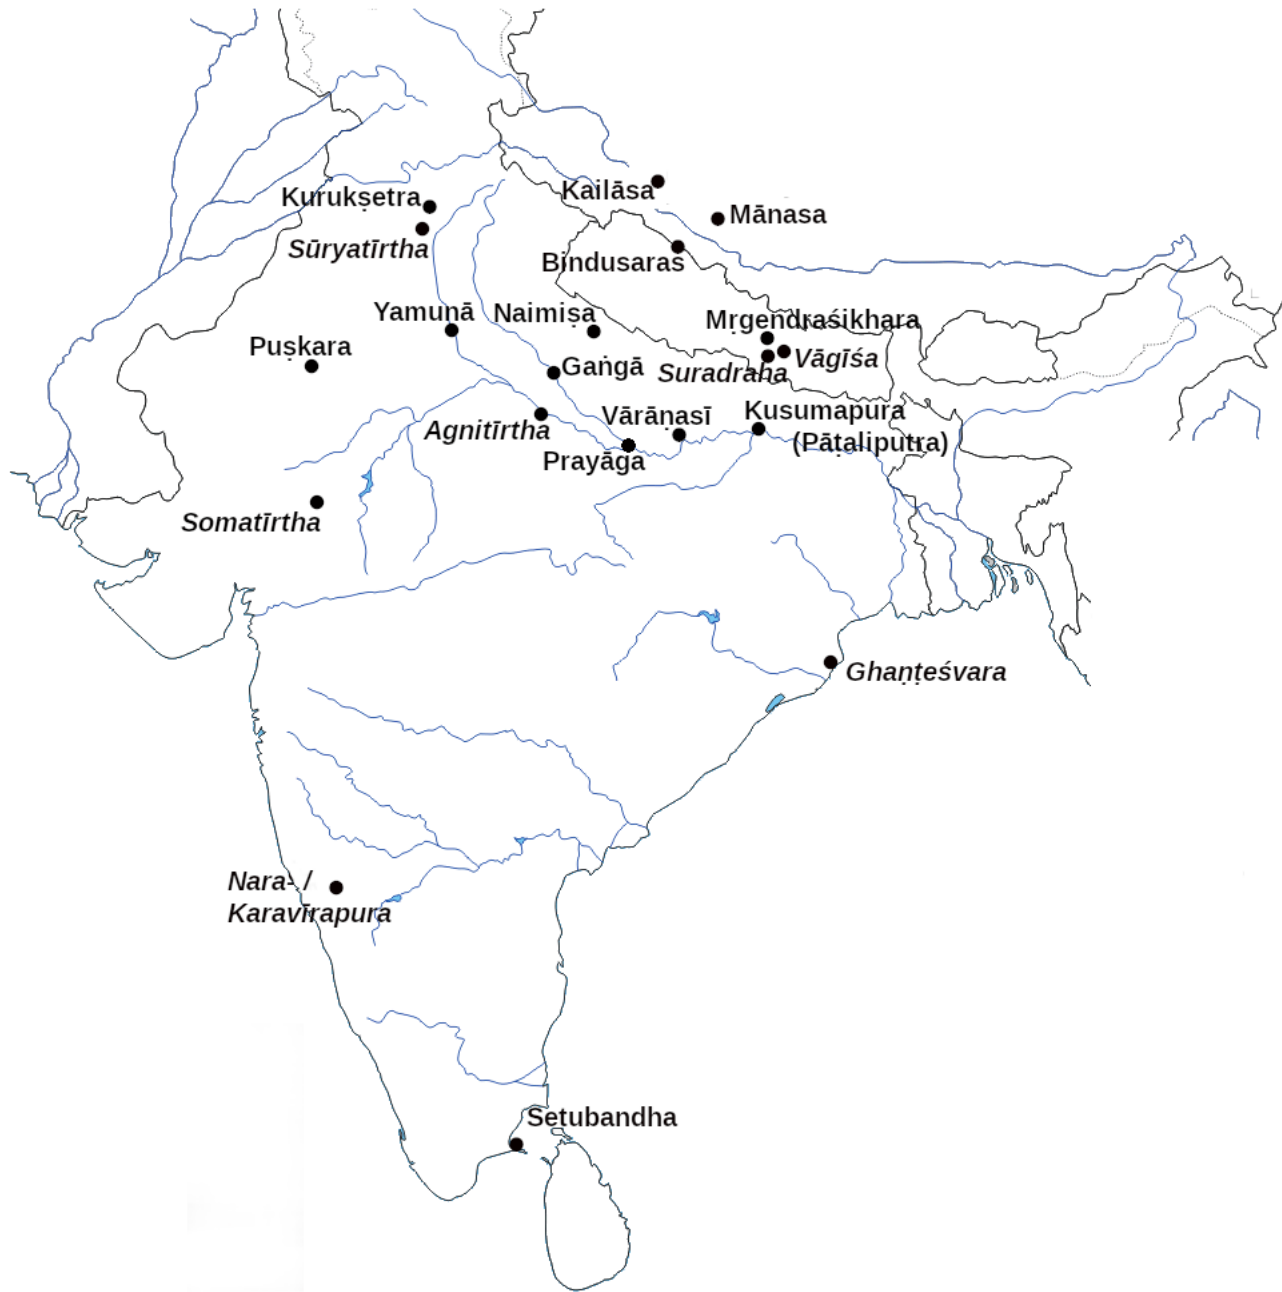 Kailāsa
Kurukṣetra
Mānasa
Sūryatīrtha
Bindusaras
Yamunā
Naimiṣa
Mṛgendraśikhara
Puṣkara
Vāgīśa
Gaṅgā
Suradraha
Vārāṇasī
Kusumapura
(Pāṭaliputra)
Agnitīrtha
Prayāga
Somatīrtha
Ghaṇṭeśvara
Nara- /
Karavīrapura
Setubandha